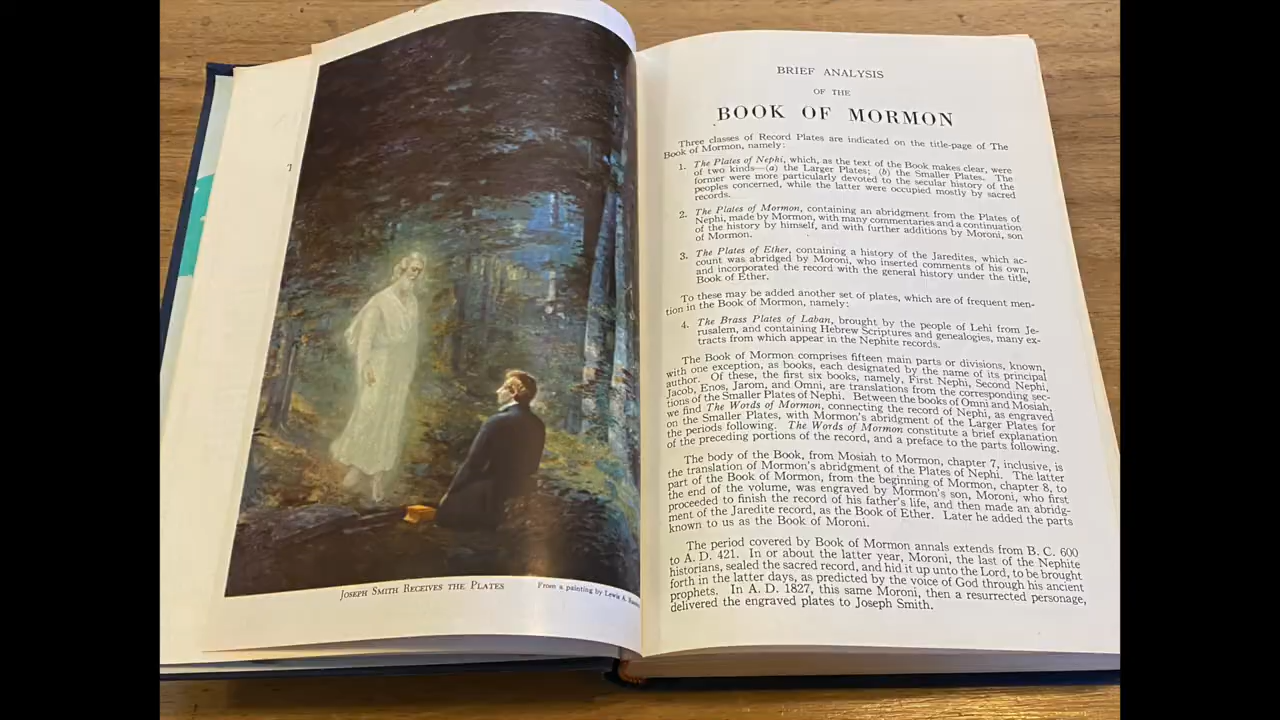 T
JOSEPH SMITH RECEIVES THE PLATES
From a painting by Lewis A.
BRIEF ANALYSIS
OF THE
BOOK OF MORMON
Three classes of Record Plates are indicated on the title-page of The
Book of Mormon, namely:
1. The Plates of Nephi, which, as the text of the Book makes clear, were
of two kinds—(a) the Larger Plates; (b) the Smaller Plates. The
former were more particularly devoted to the secular history of the
peoples concerned, while the latter were occupied mostly by sacred
records.
2. The Plates of Mormon, containing an abridgment from the Plates of
Nephi, made by Mormon, with many commentaries and a continuation
of the history by himself, and with further additions by Moroni, son
of Mormon.
3. The Plates of Ether, containing a history of the Jaredites, which ac-
count was abridged by Moroni, who inserted comments of his own,
and incorporated the record with the general history under the title,
Book of Ether.
To these may be added another set of plates, which are of frequent men-
tion in the Book of Mormon, namely:
4. The Brass Plates of Laban, brought by the people of Lehi from Je-
rusalem, and containing Hebrew Scriptures and genealogies, many ex-
tracts from which appear in the Nephite records.
The Book of Mormon comprises fifteen main parts or divisions, known,
with one exception, as books, each designated by the name of its principal
author. Of these, the first six books, namely, First Nephi, Second Nephi,
Jacob, Enos, Jarom, and Omni, are translations from the corresponding sec-
tions of the Smaller Plates of Nephi. Between the books of Omni and Mosiah,
we find The Words of Mormon, connecting the record of Nephi, as engraved
on the Smaller Plates, with Mormon's abridgment of the Larger Plates for
the periods following. The Words of Mormon constitute a brief explanation
of the preceding portions of the record, and a preface to the parts following.
The body of the Book, from Mosiah to Mormon, chapter 7, inclusive, is
the translation of Mormon's abridgment of the Plates of Nephi. The latter
part of the Book of Mormon, from the beginning of Mormon, chapter 8, to
the end of the volume, was engraved by Mormon's son, Moroni, who first
proceeded to finish the record of his father's life, and then made an abridg-
ment of the Jaredite record, as the Book of Ether. Later he added the parts
known to us as the Book of Moroni.
The period covered by Book of Mormon annals extends from B. C. 600
to A. D. 421. In or about the latter year, Moroni, the last of the Nephite
historians, sealed the sacred record, and hid it up unto the Lord, to be brought
forth in the latter days, as predicted by the voice of God through his ancient
prophets. In A. D. 1827, this same Moroni, then a resurrected personage,
delivered the engraved plates to Joseph Smith.